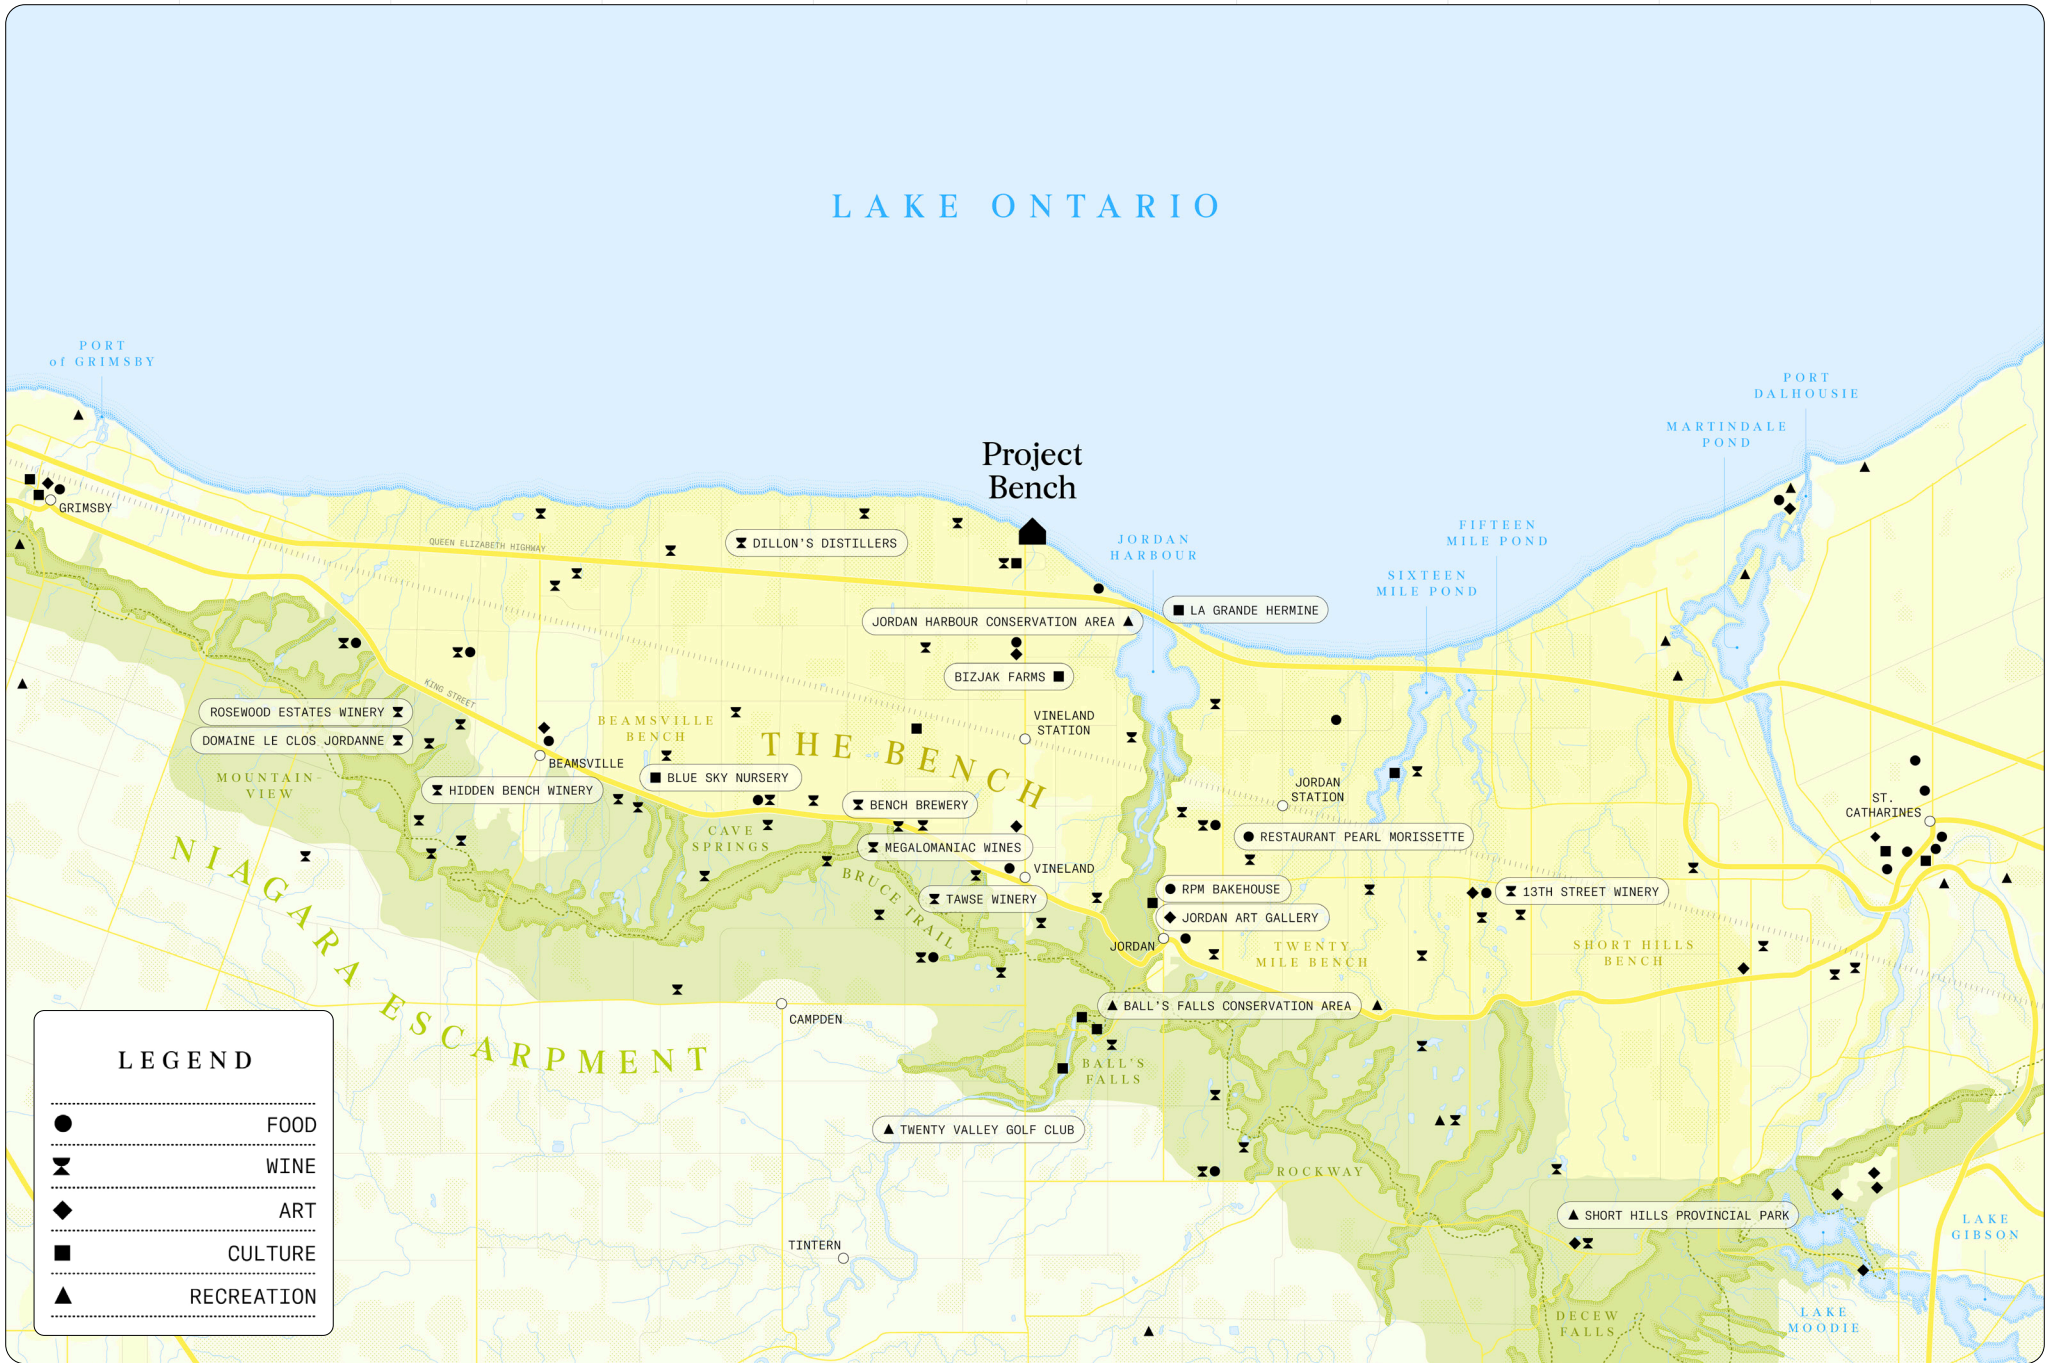 LAKE ONTARIO
PORT
of GRIMSBY
PORT
DALHOUSIE
MARTINDALE
POND
Project
Bench
GRIMSBY
QUEEN ELIZABETH HIGHWAY
DILLON'S DISTILLERS
JORDAN
HARBOUR
FIFTEEN
MILE POND
SIXTEEN
MILE POND
LA GRANDE HERMINE
JORDAN HARBOUR CONSERVATION AREA
BIZJAK FARMS
KING STREET
ROSEWOOD ESTATES WINERY
DOMAINE LE CLOS JORDANNE
BEAMSVILLE
BENCH
THE BENCH
VINELAND
STATION
BEAMSVILLE
MOUNTAIN-
VIEW
HIDDEN BENCH WINERY
BLUE SKY NURSERY
BENCH BREWERY
JORDAN
STATION
ST.
CATHARINES
CAVE
SPRINGS
MEGALOMANIAC WINES
RESTAURANT PEARL MORISSETTE
BRUCE TRAIL
VINELAND
TAWSE WINERY
RPM BAKEHOUSE
JORDAN ART GALLERY
13TH STREET WINERY
JORDAN
TWENTY
MILE BENCH
SHORT HILLS
BENCH
NIAGARA ESCARPMENT
CAMPDEN
BALL'S FALLS CONSERVATION AREA
BALL'S
FALLS
TWENTY VALLEY GOLF CLUB
ROCKWAY
SHORT HILLS PROVINCIAL PARK
LAKE
GIBSON
TINTERN
DECEW
FALLS
LAKE
MOODIE
LEGEND
FOOD
WINE
ART
CULTURE
RECREATION